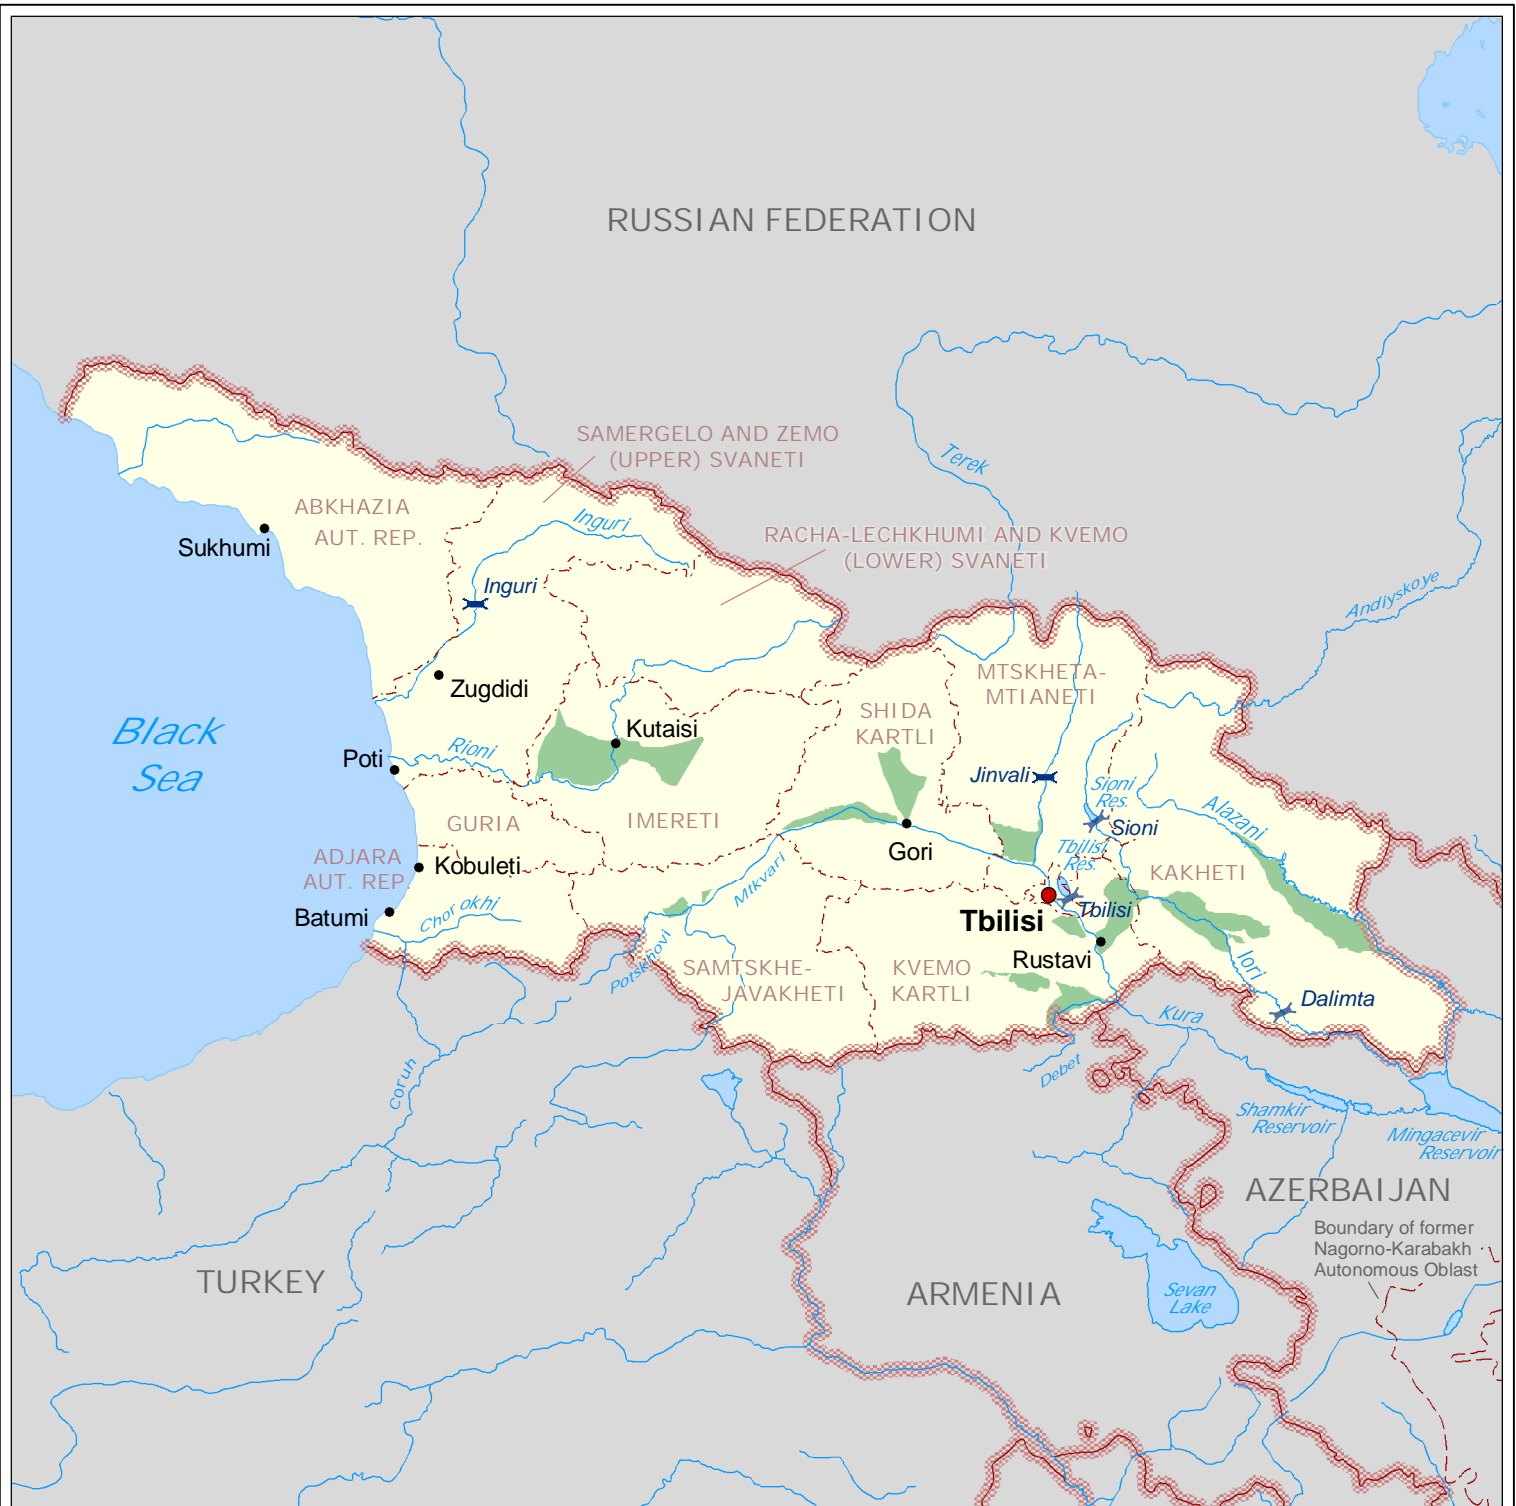 RUSSIAN FEDERATION
SAMERGELO AND ZEMO
(UPPER) SVANETI
Terek
ABKHAZIA
AUT. REP.
Inguri
RACHA-LECHKHUMI AND KVEMO
(LOWER) SVANETI
Sukhumi
Inguri
Andiyskoye
Zugdidi
MTSKHETA-
MTIANETI
Black
Sea
Kutaisi
SHIDA
KARTLI
Rioni
Poti
Jinvali
Sioni
Res.
Alazani
GURIA
IMERETI
Sioni
Gori
Tbilisi
Res.
ADJARA
AUT. REP.
Kobuleti
Mtkvari
KAKHETI
Batumi
Chorokhi
Tbilisi
Tbilisi
Potskhovi
Rustavi
Iori
SAMTSKHE-
JAVAKHETI
KVEMO
KARTLI
Dalimta
Kura
Debet
Coruh
Shamkir
Reservoir
Mingacevir
Reservoir
AZERBAIJAN
Boundary of former
Nagorno-Karabakh
Autonomous Oblast
TURKEY
ARMENIA
Sevan
Lake